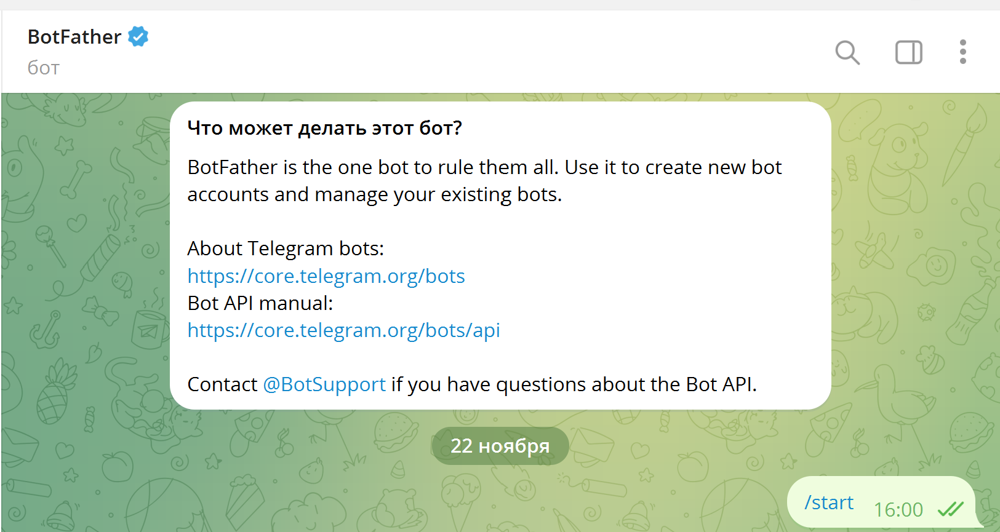 BotFather
бот
Что может делать этот бот?
BotFather is the one bot to rule them all. Use it to create new bot
accounts and manage your existing bots.
About Telegram bots:
https://core.telegram.org/bots
Bot API manual:
https://core.telegram.org/bots/api
Contact @BotSupport if you have questions about the Bot API.
22 ноября
/start 16:00